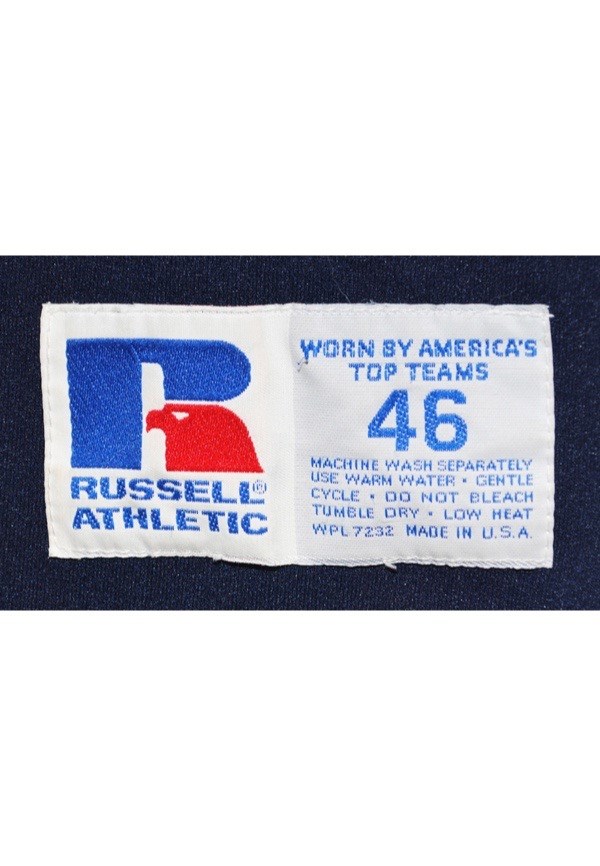 RUSSELL®
ATHLETIC
WORN BY AMERICA'S
TOP TEAMS
46
MACHINE WASH SEPARATELY
USE WARM WATER • GENTLE
CYCLE • DO NOT BLEACH
TUMBLE DRY • LOW HEAT
WPL 7232 MADE IN U.S.A.